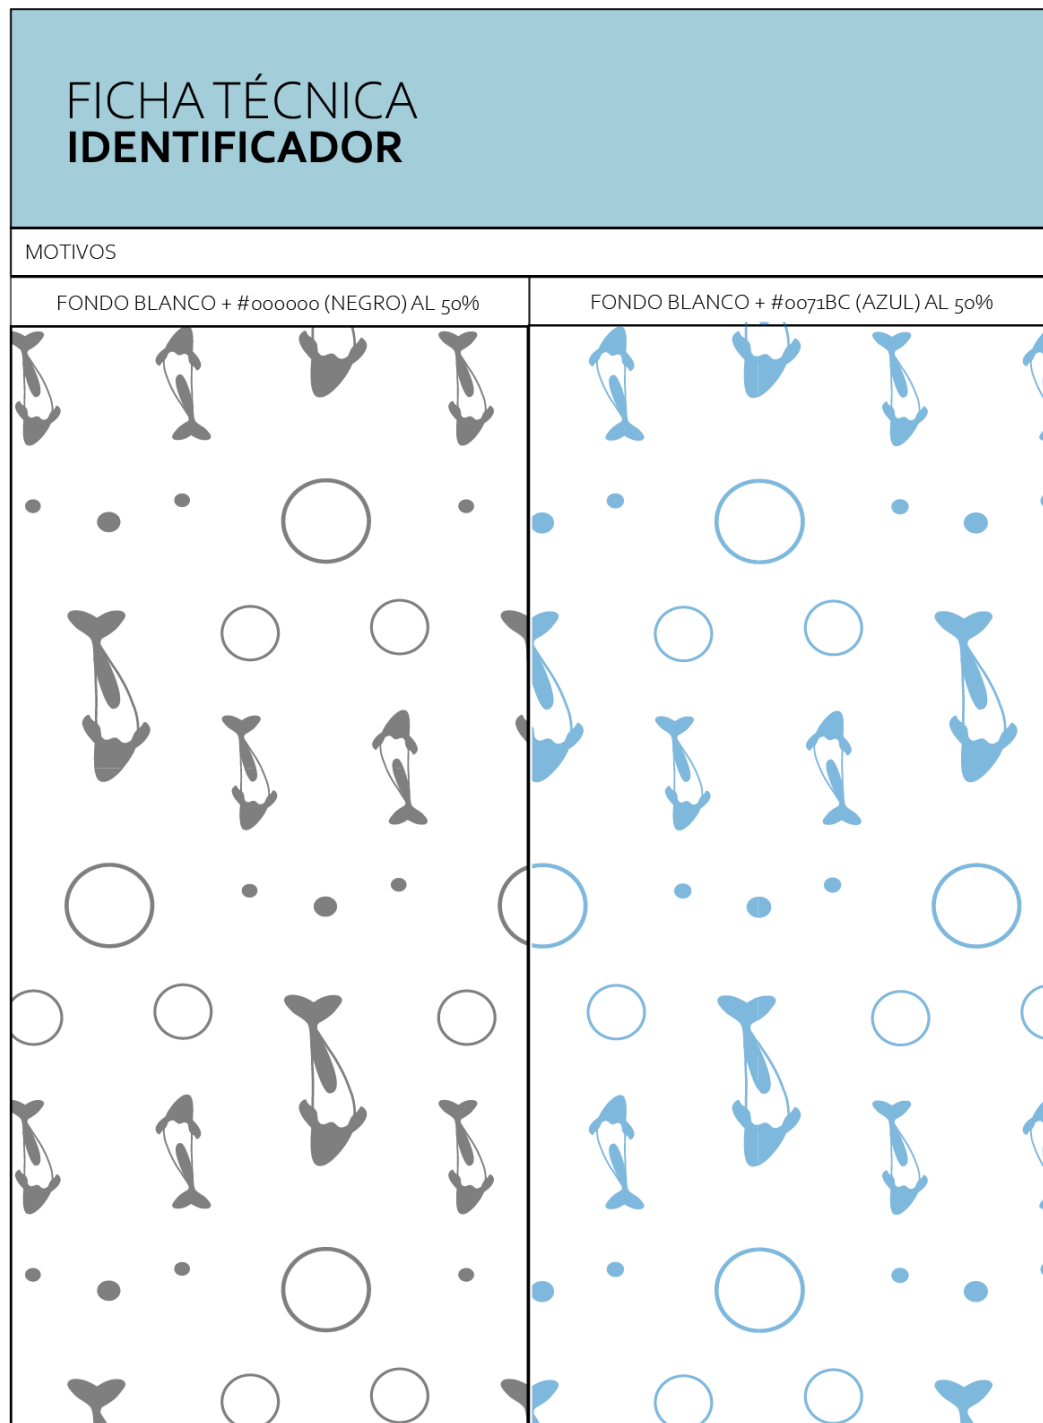 FICHA TÉCNICA
IDENTIFICADOR
MOTIVOS
FONDO BLANCO + #000000 (NEGRO) AL 50%
FONDO BLANCO + #0071BC (AZUL) AL 50%